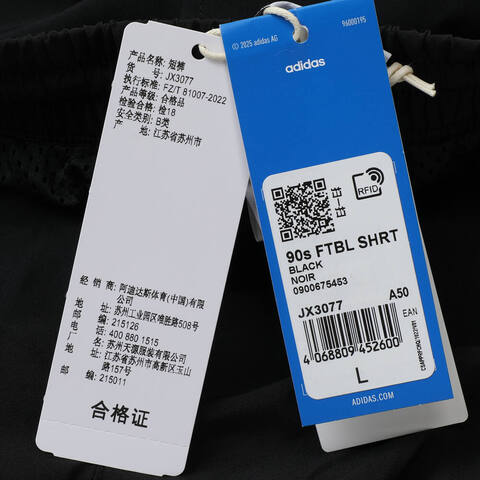 产品名称: 短裤
货 号: JX3077
执行标准: FZ/T 81007-2022
产品等级: 合格品
检验合格: 检18
安全类别: B类
产 地: 江苏省苏州市
经 销 商: 阿迪达斯体育(中国)有限公司
地 址: 苏州工业园区唯胜路508号
邮 编: 215126
电 话: 400 880 1515
制 造 商: 苏州天源服装有限公司
地 址: 江苏省苏州市高新区玉山路157号
邮 编: 215011
合格证
© 2025 adidas AG
96000195
adidas
RFID
90s FTBL SHRT
BLACK
NOIR
0900675453
JX3077
A50
EAN
4 068809 452600
L
ADIDAS.COM